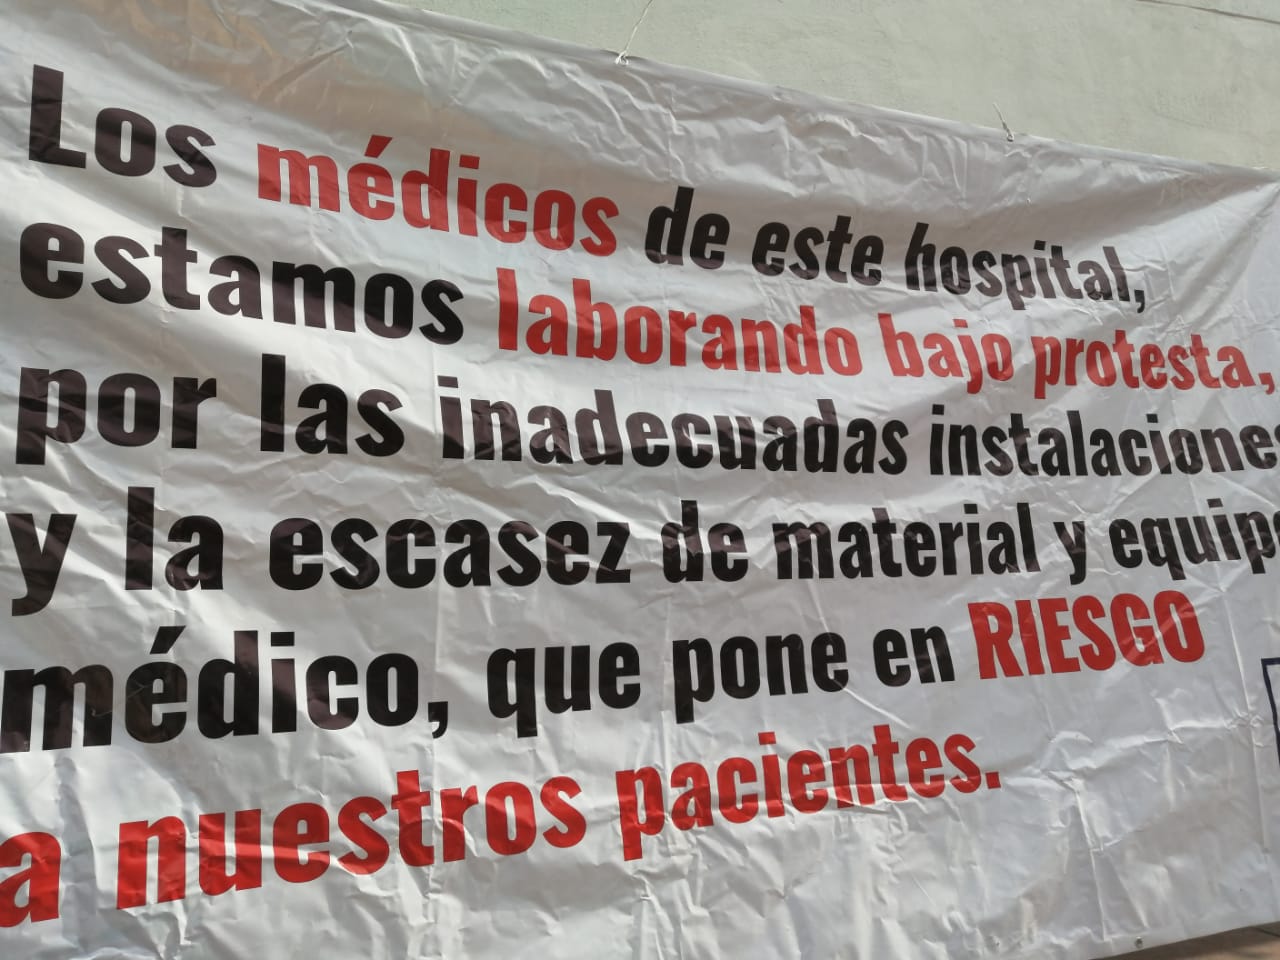 Los médicos de este hospital,
estamos laborando bajo protesta,
por las inadecuadas instalaciones
y la escasez de material y equipo
médico, que pone en RIESGO
a nuestros pacientes.